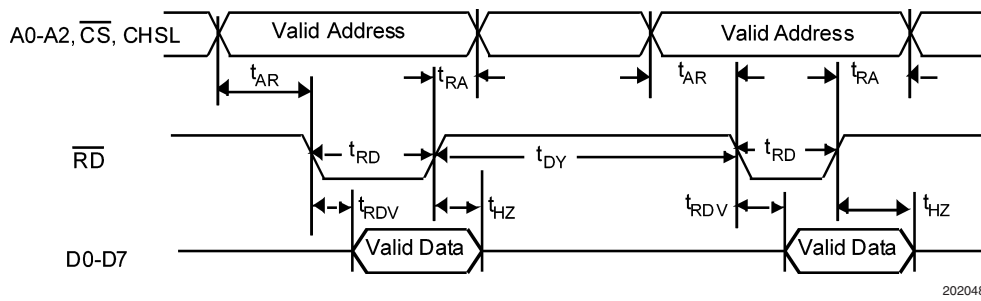 A0-A2, CS, CHSL Valid Address Valid Address
tAR tRA tAR tRA
RD tRD tDY tRD
tRDV tHZ tRDV tHZ
D0-D7 Valid Data Valid Data
202048